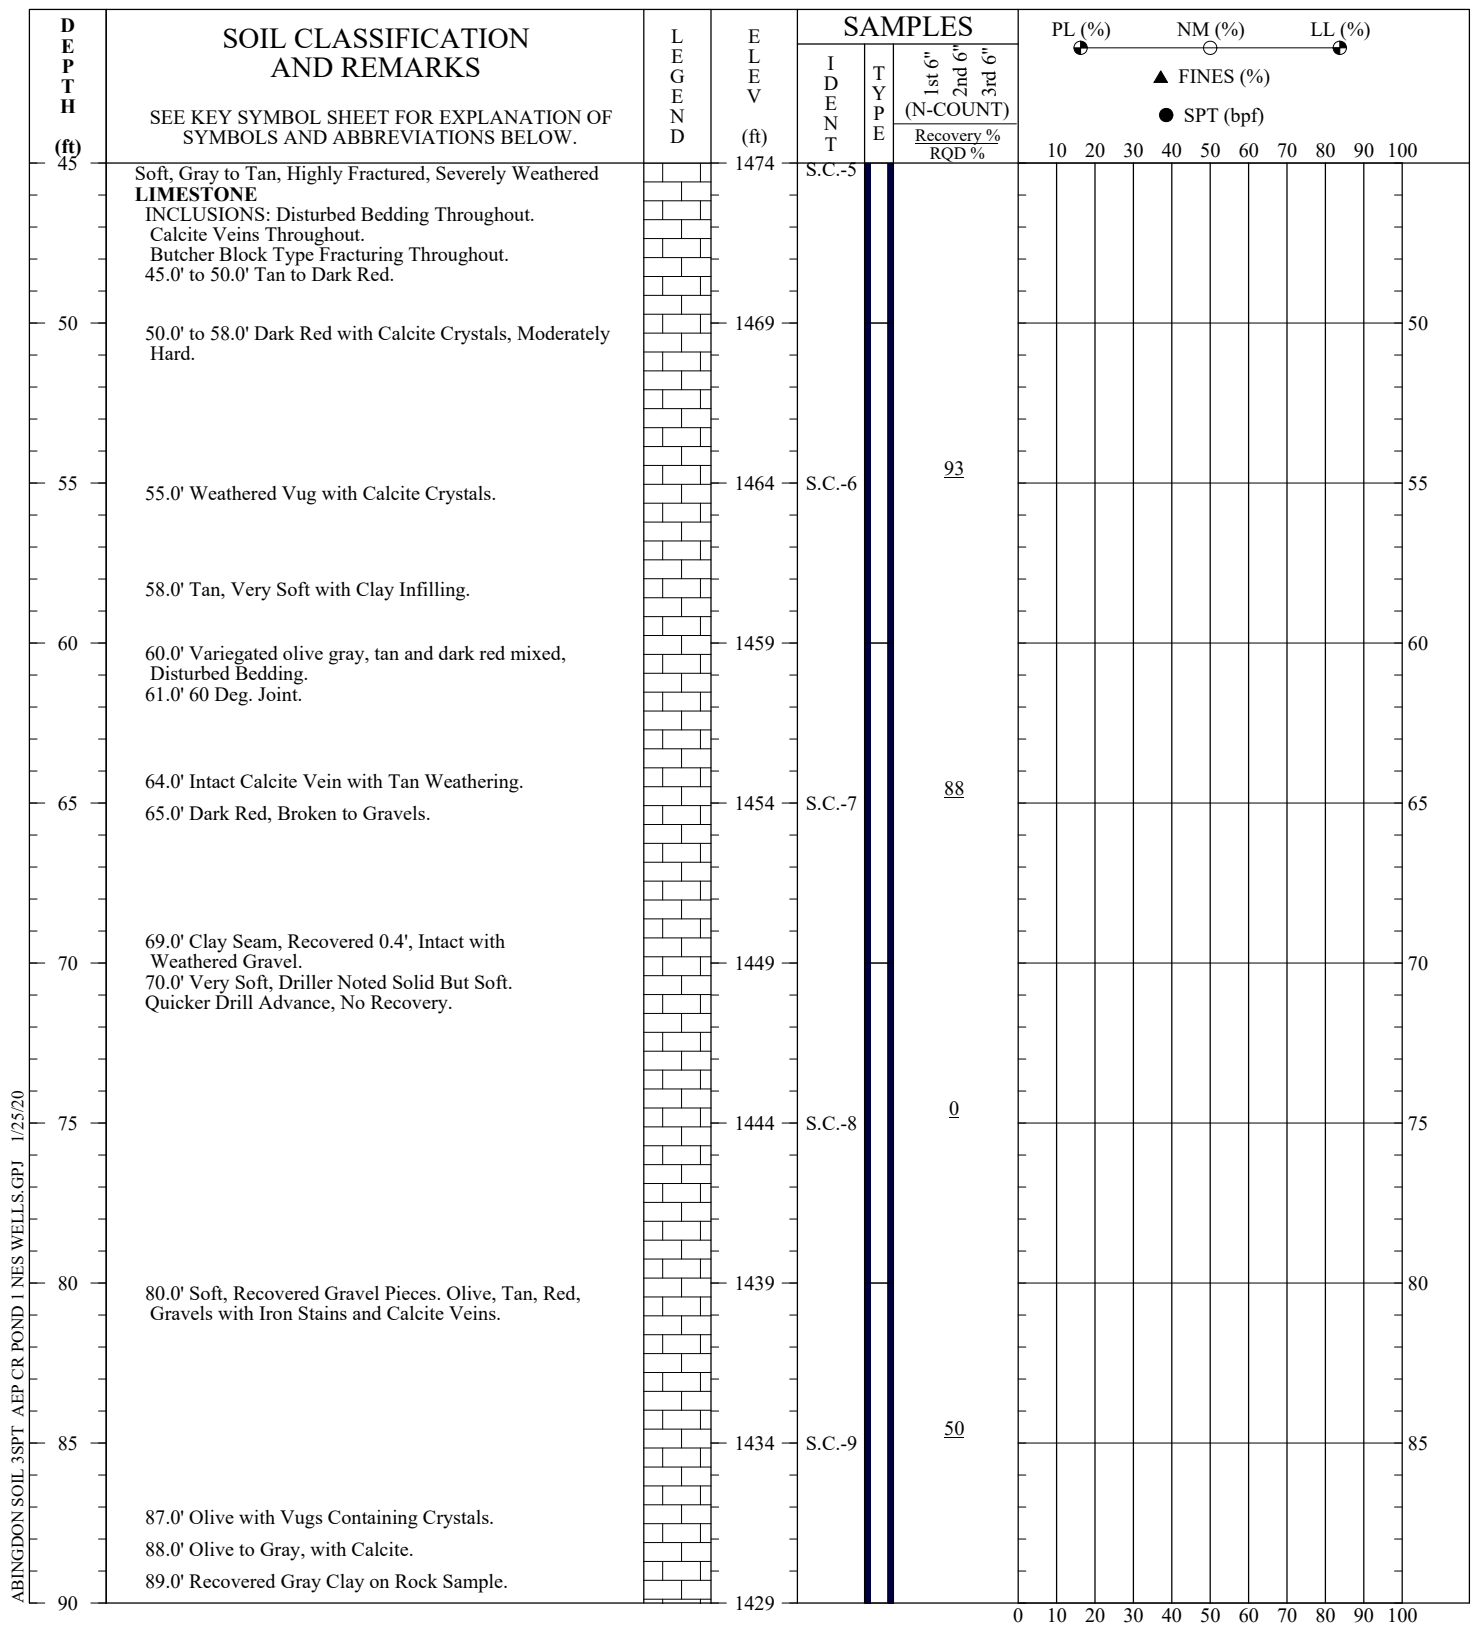 DEPTH
(ft)
SOIL CLASSIFICATION
AND REMARKS
SEE KEY SYMBOL SHEET FOR EXPLANATION OF
SYMBOLS AND ABBREVIATIONS BELOW.
LEGEND
ELEV
(ft)
SAMPLES
IDENT
TYPE
1st 6"
2nd 6"
3rd 6"
(N-COUNT)
Recovery %
RQD %
PL (%) NM (%) LL (%)
FINES (%)
SPT (bpf)
10 20 30 40 50 60 70 80 90 100
45 1474 S.C.-5
Soft, Gray to Tan, Highly Fractured, Severely Weathered
LIMESTONE
INCLUSIONS: Disturbed Bedding Throughout.
Calcite Veins Throughout.
Butcher Block Type Fracturing Throughout.
45.0' to 50.0' Tan to Dark Red.
50 1469 50
50.0' to 58.0' Dark Red with Calcite Crystals, Moderately
Hard.
93
55 1464 S.C.-6 55
55.0' Weathered Vug with Calcite Crystals.
58.0' Tan, Very Soft with Clay Infilling.
60 1459 60
60.0' Variegated olive gray, tan and dark red mixed,
Disturbed Bedding.
61.0' 60 Deg. Joint.
64.0' Intact Calcite Vein with Tan Weathering.
88
65 1454 S.C.-7 65
65.0' Dark Red, Broken to Gravels.
69.0' Clay Seam, Recovered 0.4', Intact with
Weathered Gravel.
70 1449 70
70.0' Very Soft, Driller Noted Solid But Soft.
Quicker Drill Advance, No Recovery.
0
75 1444 S.C.-8 75
80 1439 80
80.0' Soft, Recovered Gravel Pieces. Olive, Tan, Red,
Gravels with Iron Stains and Calcite Veins.
50
85 1434 S.C.-9 85
87.0' Olive with Vugs Containing Crystals.
88.0' Olive to Gray, with Calcite.
89.0' Recovered Gray Clay on Rock Sample.
90 1429
0 10 20 30 40 50 60 70 80 90 100
ABINGDON SOIL 3SPT AEP CR POND 1 NES WELLS.GPJ 1/25/20